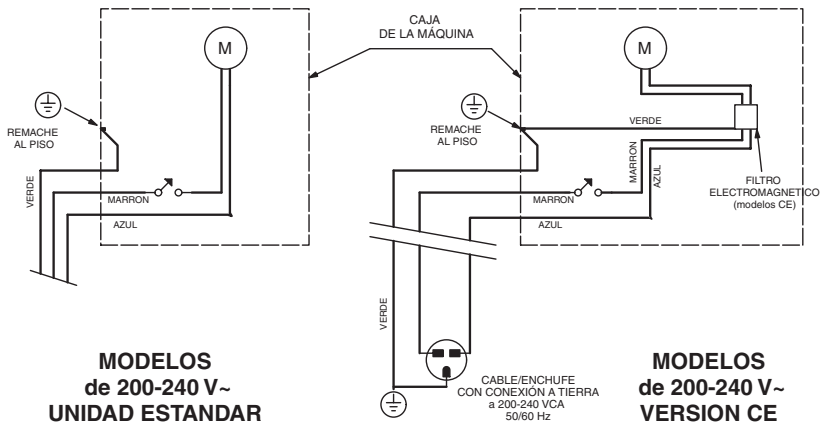 CAJA
DE LA MÁQUINA
M
REMACHE
AL PISO
VERDE
MARRON
AZUL
MODELOS
de 200-240 V~
UNIDAD ESTANDAR
M
REMACHE
AL PISO
VERDE
MARRON
AZUL
FILTRO
ELECTROMAGNETICO
(modelos CE)
MARRON
AZUL
VERDE
CABLE/ENCHUFE
CON CONEXIÓN A TIERRA
a 200-240 VCA
50/60 Hz
MODELOS
de 200-240 V~
VERSION CE